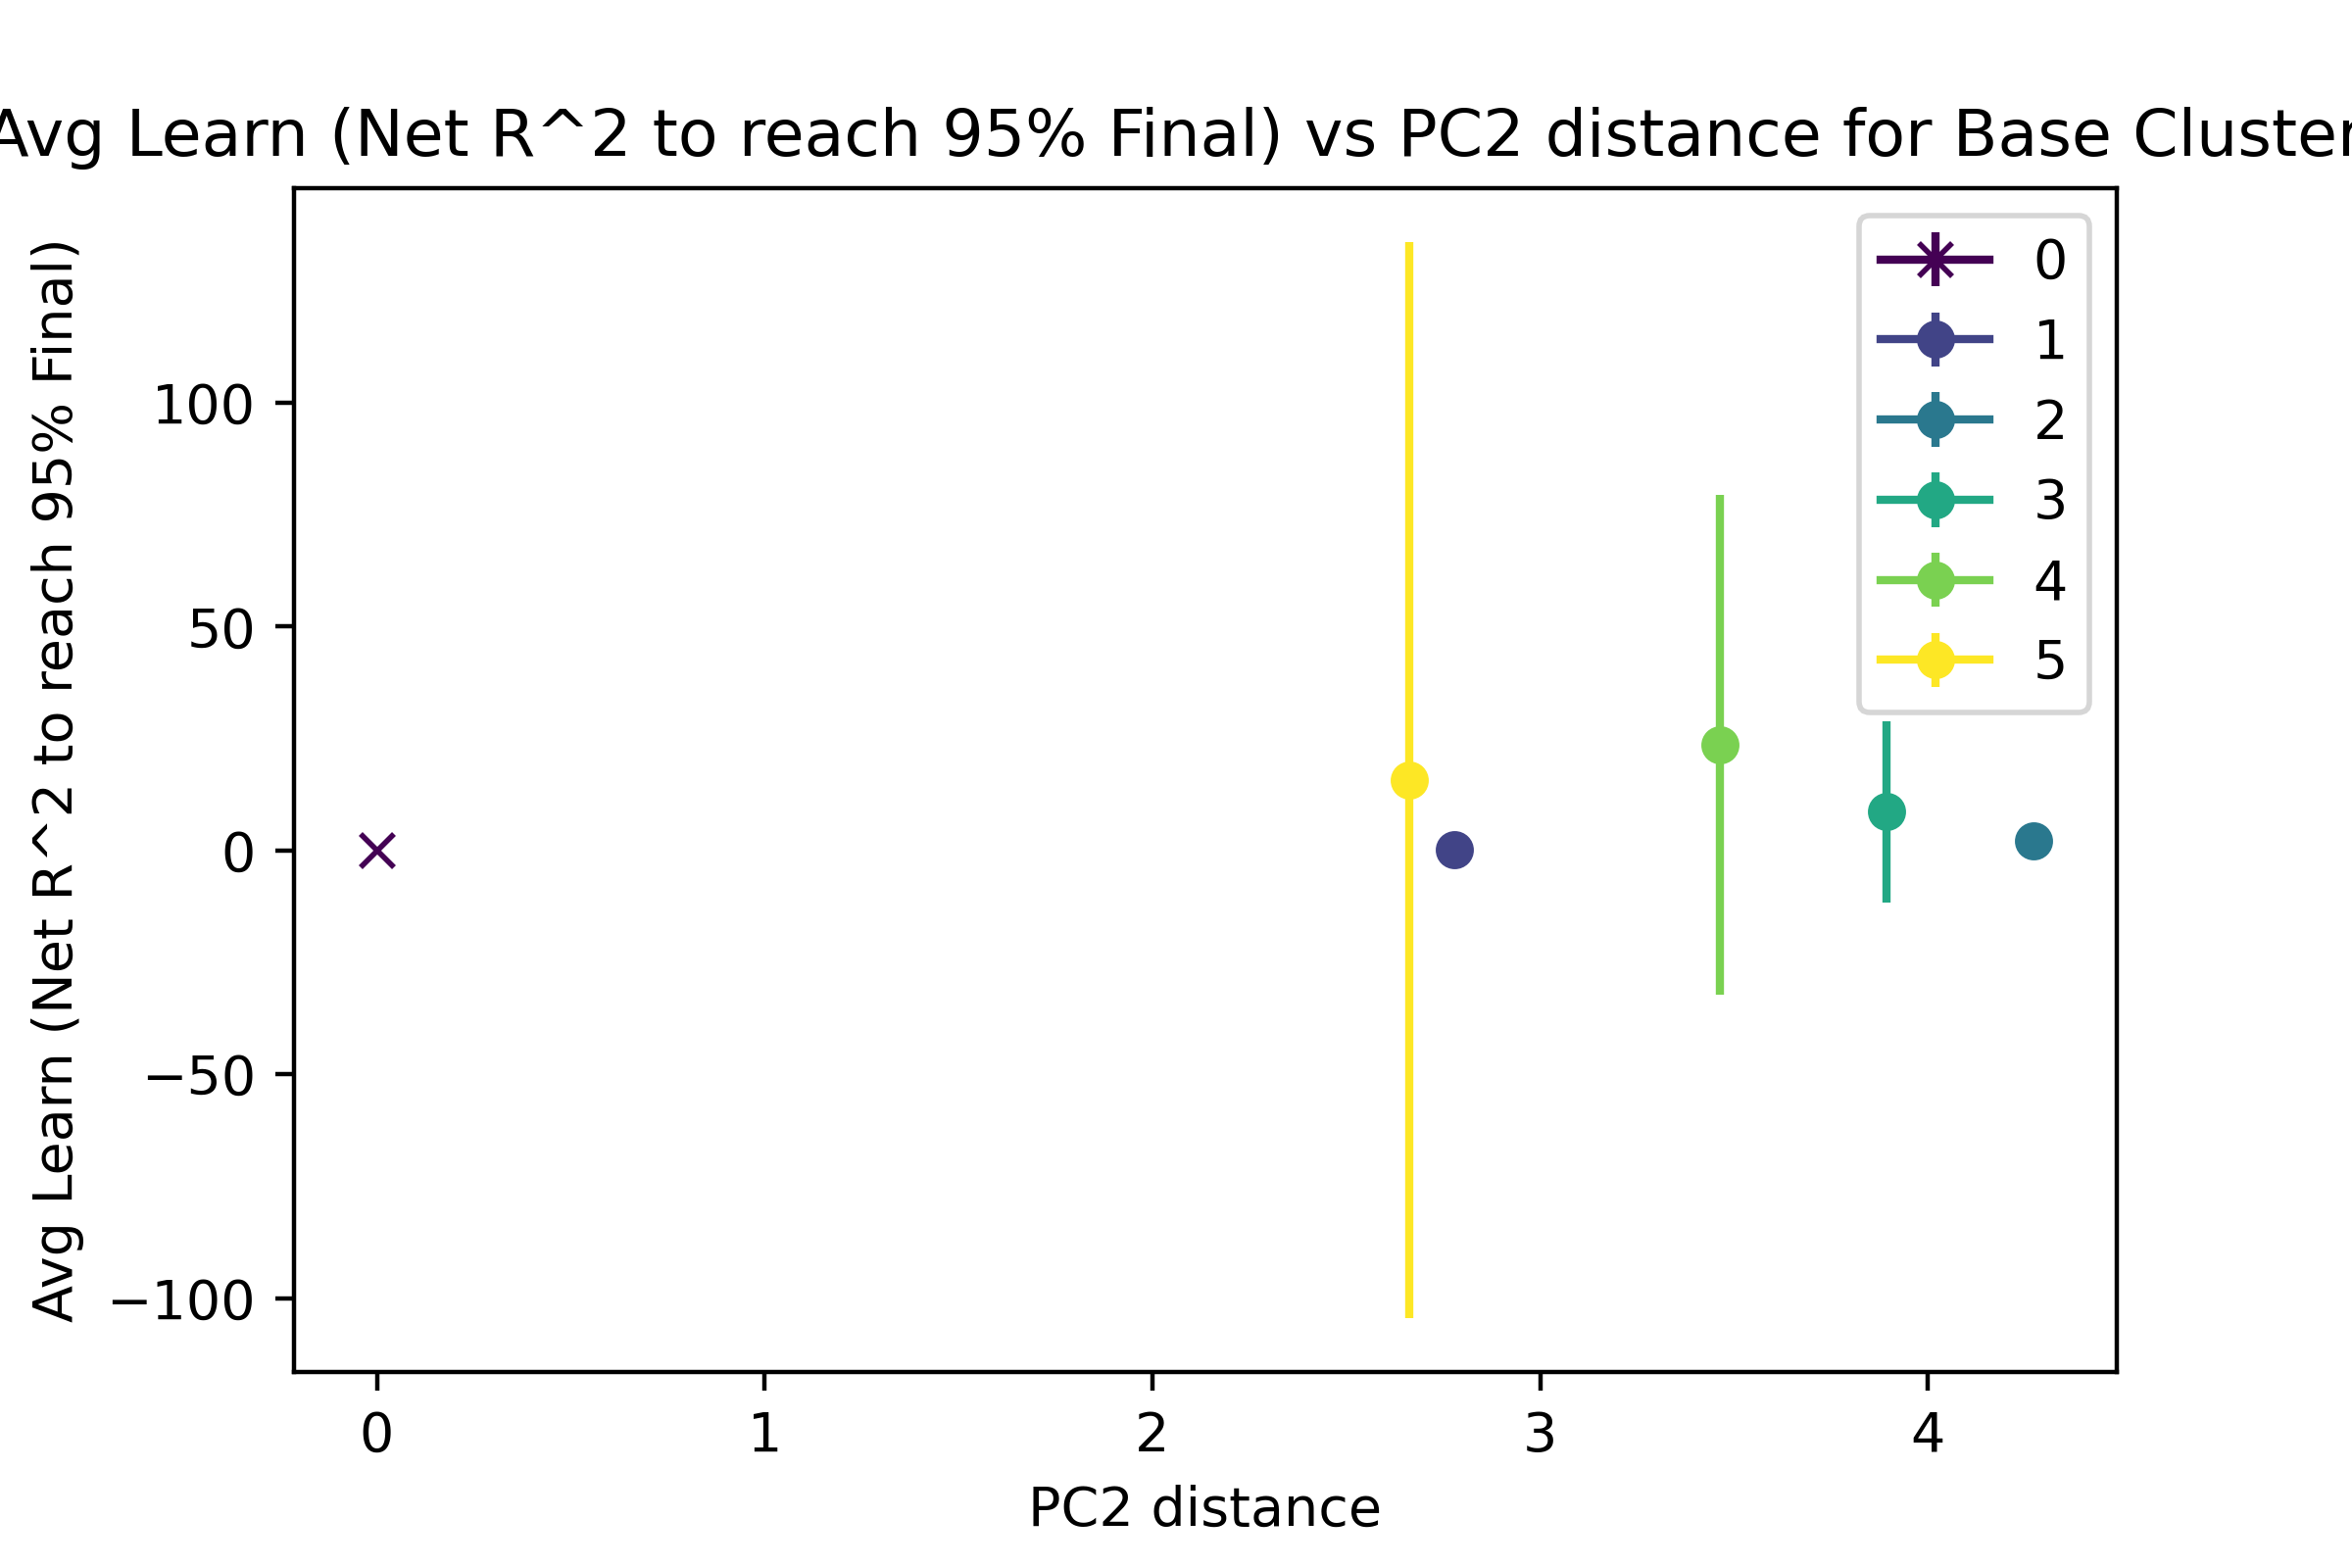 Avg Learn (Net R^2 to reach 95% Final) vs PC2 distance for Base Cluster
Avg Learn (Net R^2 to reach 95% Final)
100
50
0
−50
−100
0
1
2
3
4
5
0 1 2 3 4
PC2 distance